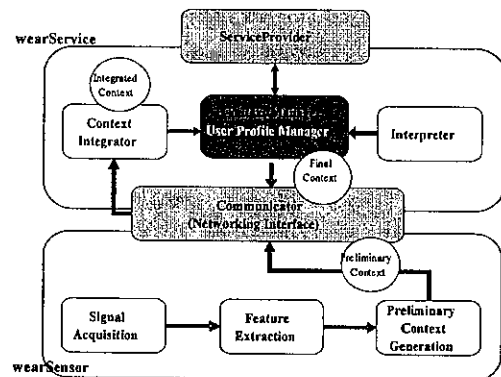 wearService
ServiceProvider
Integrated
Context
Context
Integrator
User Profile Manager
Interpreter
Final
Context
Communicator
(Networking Interface)
Preliminary
Context
Signal
Acquisition
Feature
Extraction
Preliminary
Context
Generation
wearSensor